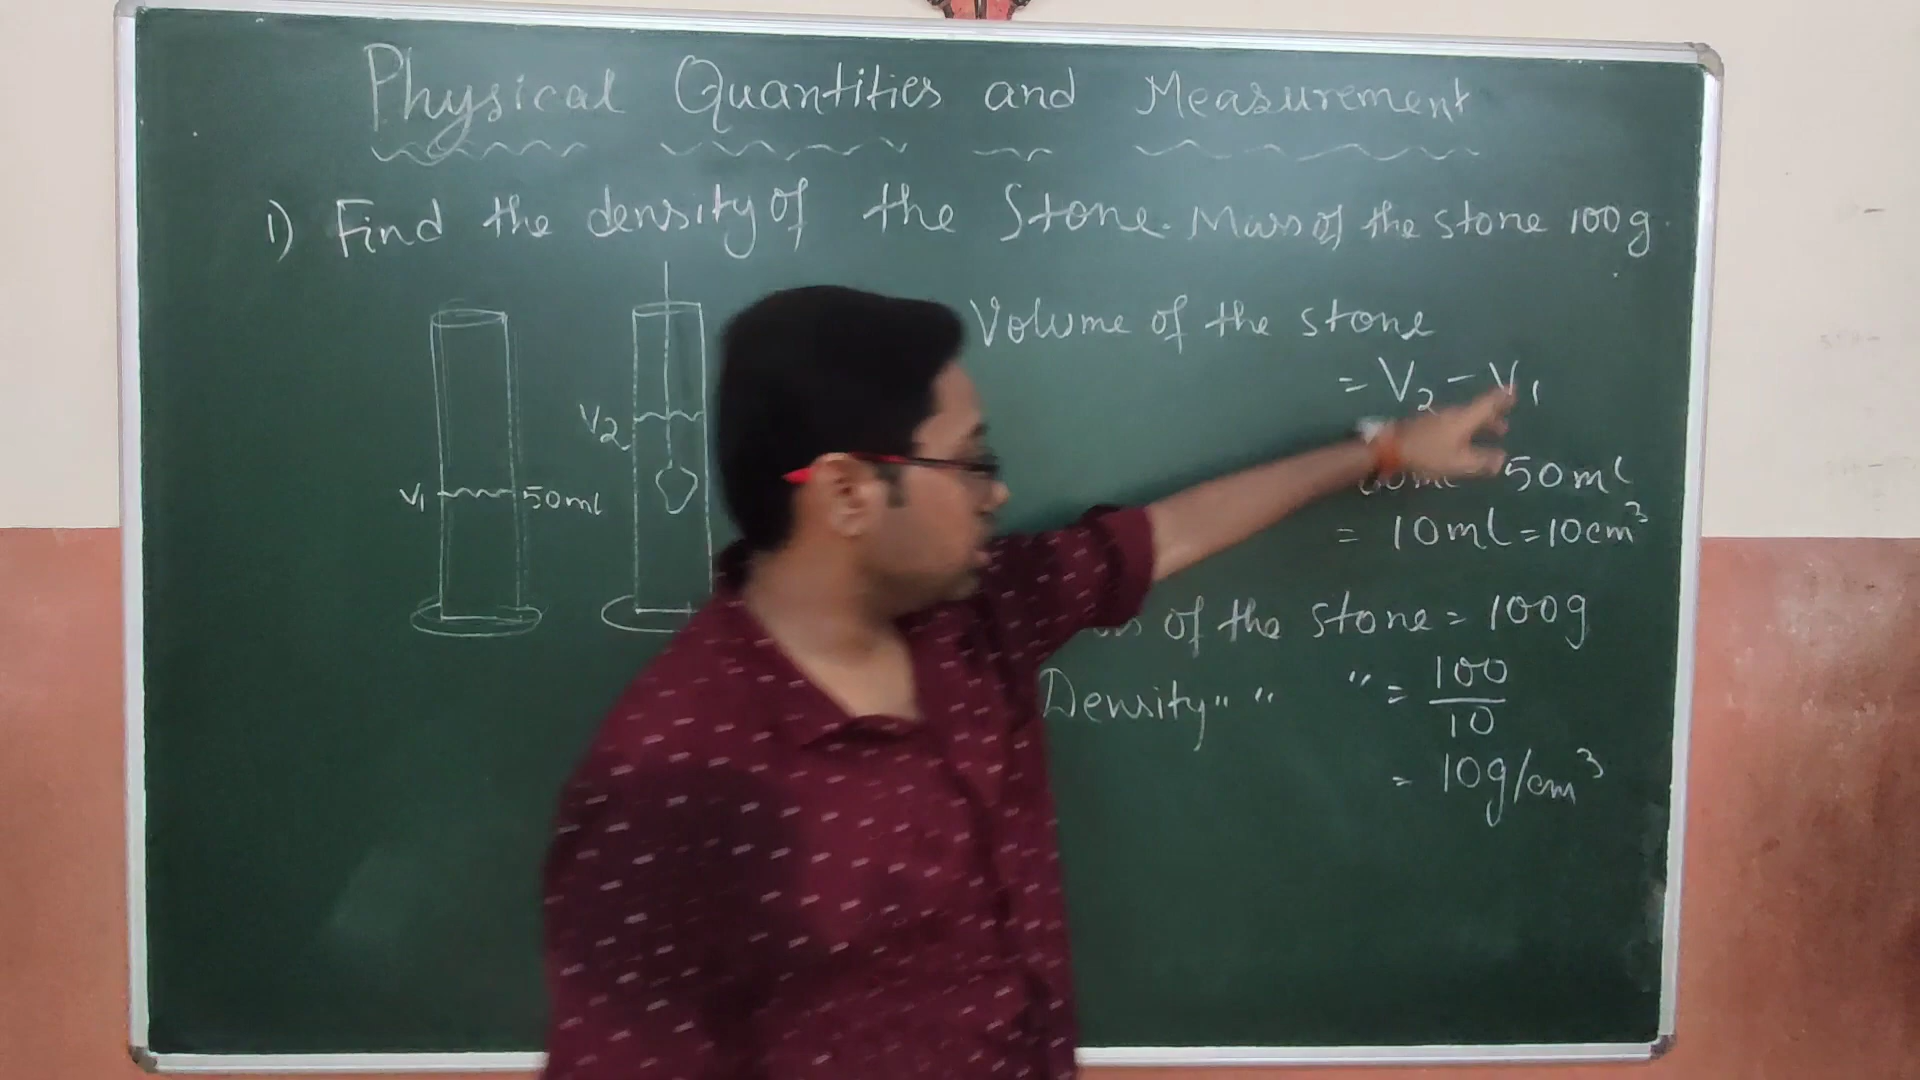 Physical Quantities and Measurement
1) Find the density of the Stone. Mass of the stone 100g.
V1 50ml
V2
Volume of the stone
= V2 - V1
50ml
= 10ml = 10cm³
of the stone = 100g
Density " " " = 100/10
= 10g/cm³